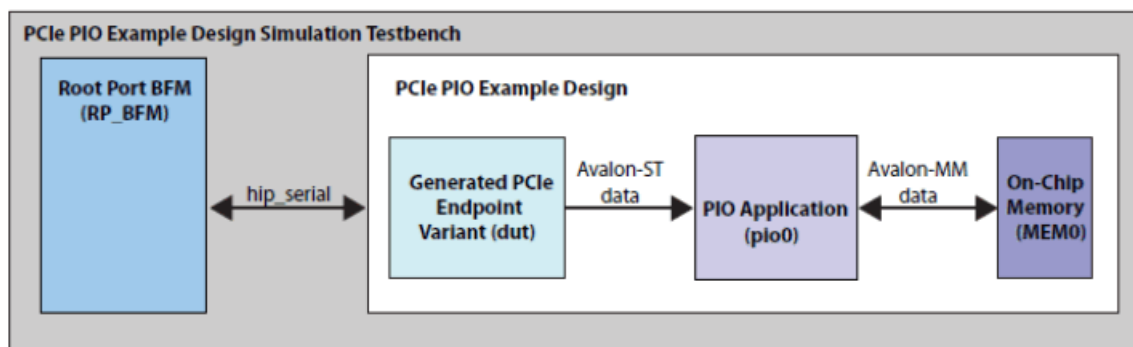 PCIe PIO Example Design Simulation Testbench
Root Port BFM
(RP_BFM)
hip_serial
PCIe PIO Example Design
Generated PCIe
Endpoint
Variant (dut)
Avalon-ST
data
PIO Application
(pio0)
Avalon-MM
data
On-Chip
Memory
(MEM0)